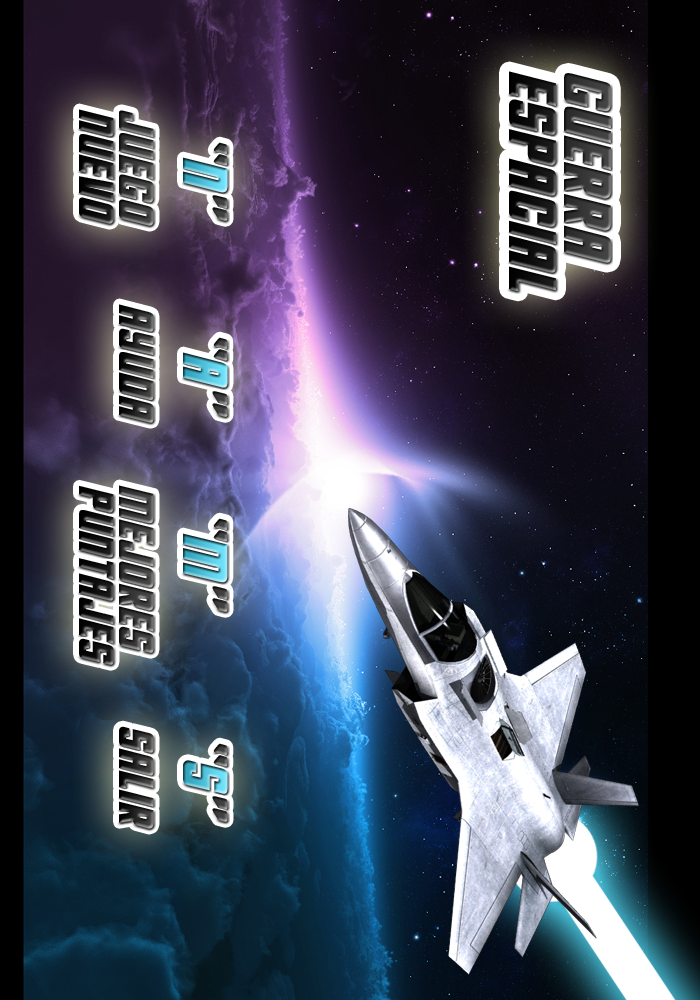 GUERRA
ESPACIAL
"N"
JUEGO
NUEVO
"A"
AYUDA
"M"
MEJORES
PUNTAJES
"S"
SALIR